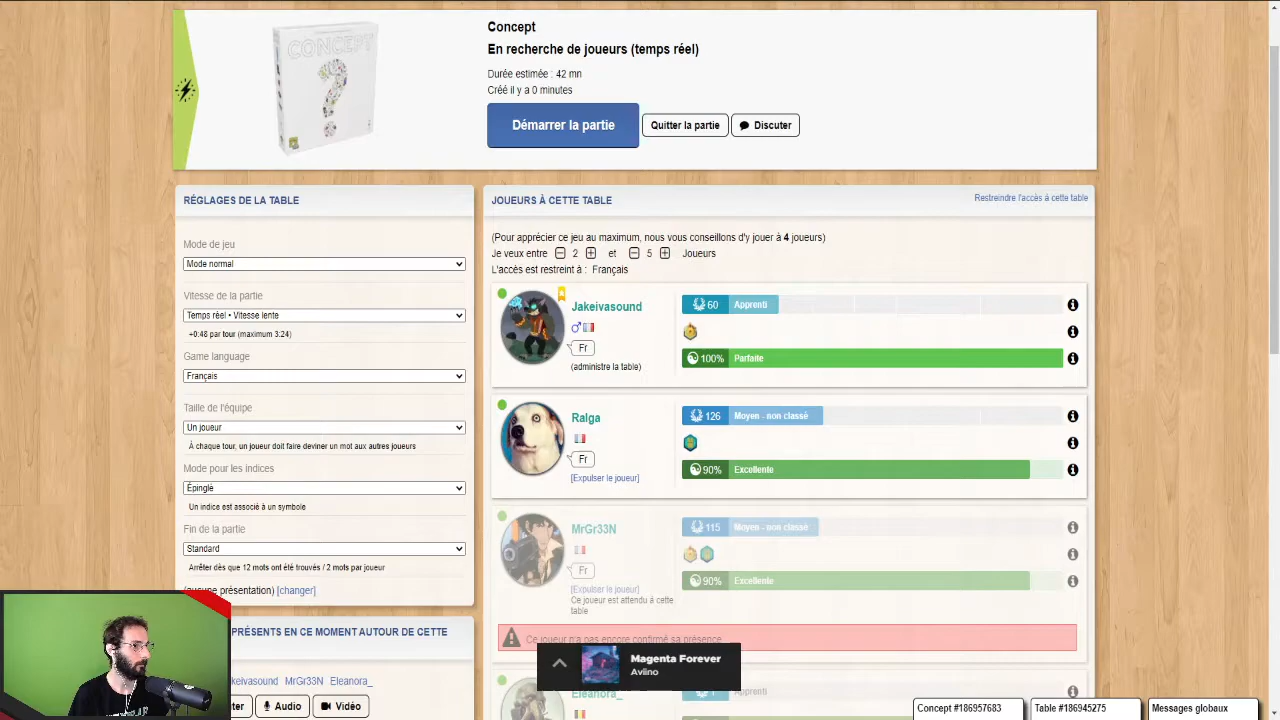 CONCEPT
Concept
En recherche de joueurs (temps réel)
Durée estimée : 42 mn
Créé il y a 0 minutes
Démarrer la partie
Quitter la partie
Discuter
RÉGLAGES DE LA TABLE
Mode de jeu
Mode normal
Vitesse de la partie
Temps réel • Vitesse lente
+0:48 par tour (maximum 3:24)
Game language
Français
Taille de l'équipe
Un joueur
À chaque tour, un joueur doit faire deviner un mot aux autres joueurs
Mode pour les indices
Épinglé
Un indice est associé à un symbole
Fin de la partie
Standard
Arrêter dès que 12 mots ont été trouvés / 2 mots par joueur
(aucune présentation) [changer]
PRÉSENTS EN CE MOMENT AUTOUR DE CETTE
MrGr33N Eleanora_
Audio
Vidéo
JOUEURS À CETTE TABLE
Restreindre l'accès à cette table
(Pour apprécier ce jeu au maximum, nous vous conseillons d'y jouer à 4 joueurs)
Je veux entre 2 et 5 Joueurs
L'accès est restreint à : Français
Jakeivasound
Fr
(administre la table)
60 Apprenti
100% Parfaite
Ralga
Fr
[Expulser le joueur]
126 Moyen - non classé
90% Excellente
MrGr33N
Fr
[Expulser le joueur]
Ce joueur est attendu à cette
table
115 Moyen - non classé
90% Excellente
Ce joueur n'a pas encore confirmé sa présence
Eleanora_
1 Apprenti
Magenta Forever
Aviino
Concept #186957683
Table #186945275
Messages globaux